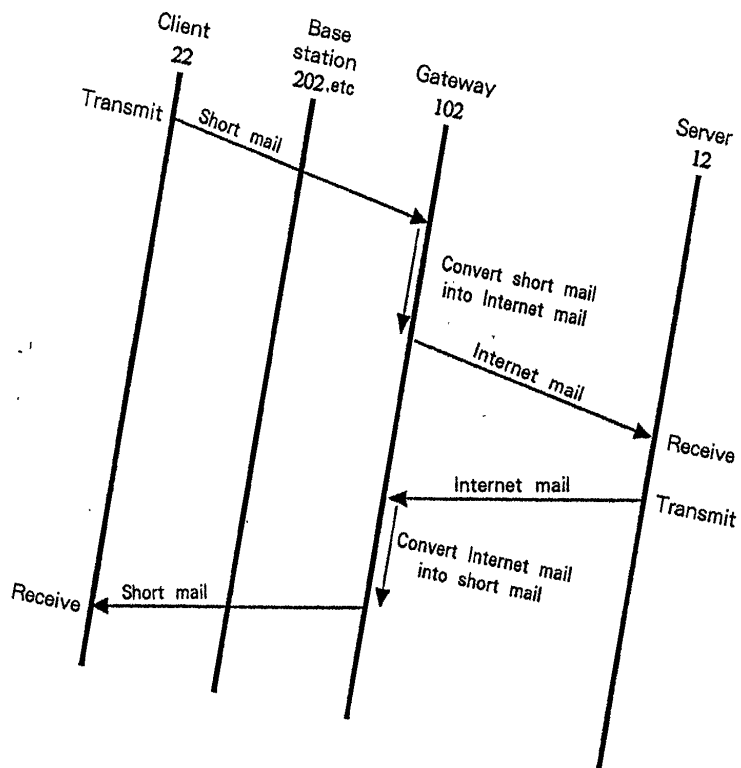 Client
22
Base
station
202.etc
Gateway
102
Server
12
Transmit
Short mail
Convert short mail
into Internet mail
Internet mail
Receive
Internet mail
Transmit
Convert Internet mail
into short mail
Receive
Short mail